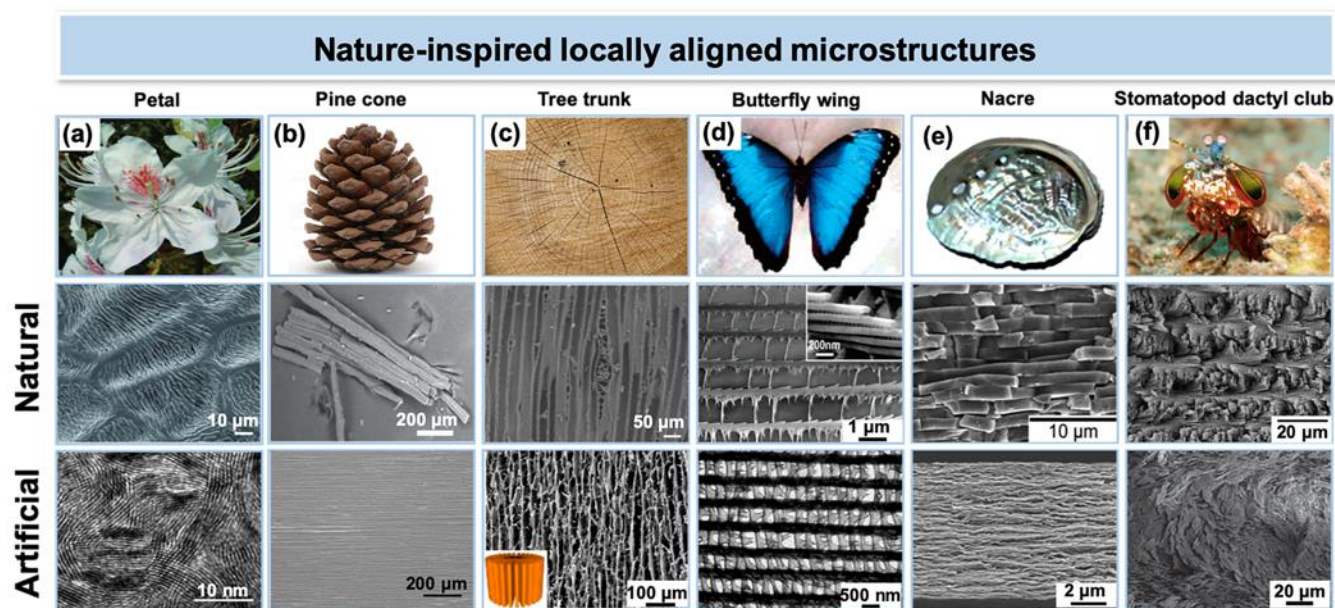 Nature-inspired locally aligned microstructures
Petal
Pine cone
Tree trunk
Butterfly wing
Nacre
Stomatopod dactyl club
(a)
(b)
(c)
(d)
(e)
(f)
Natural
10 µm
200 µm
50 µm
200nm
1 µm
10 µm
20 µm
Artificial
10 nm
200 µm
100 µm
500 nm
2 µm
20 µm